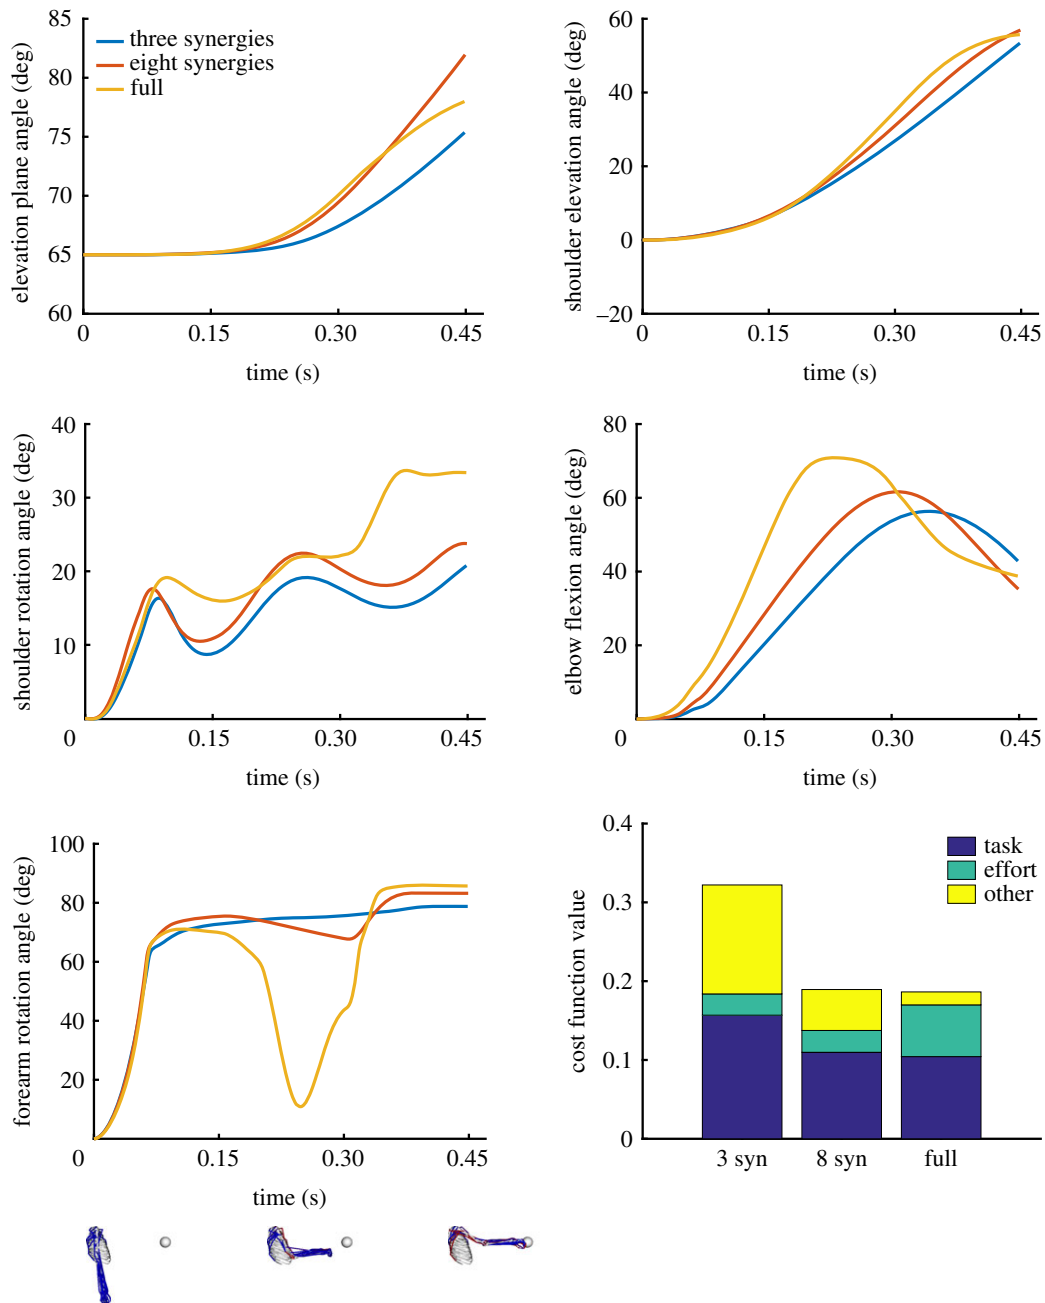 85
80
75
70
65
60
elevation plane angle (deg)
three synergies
eight synergies
full
0
0.15
0.30
0.45
time (s)
60
40
20
0
–20
shoulder elevation angle (deg)
0
0.15
0.30
0.45
time (s)
40
30
20
10
0
shoulder rotation angle (deg)
0.15
0.30
0.45
time (s)
80
60
40
20
0
elbow flexion angle (deg)
0.15
0.30
0.45
time (s)
100
80
60
40
20
0
forearm rotation angle (deg)
0.15
0.30
0.45
time (s)
0.4
0.3
0.2
0.1
0
cost function value
task
effort
other
3 syn
8 syn
full